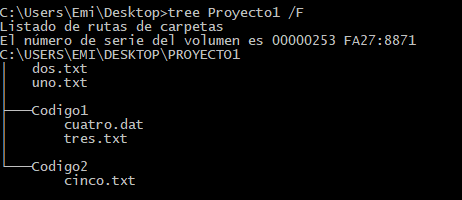 C:\Users\Emi\Desktop>tree Proyecto1 /F
Listado de rutas de carpetas
El número de serie del volumen es 00000253 FA27:8871
C:\USERS\EMI\DESKTOP\PROYECTO1
│   dos.txt
│   uno.txt
│
├───Codigo1
│       cuatro.dat
│       tres.txt
│
└───Codigo2
        cinco.txt